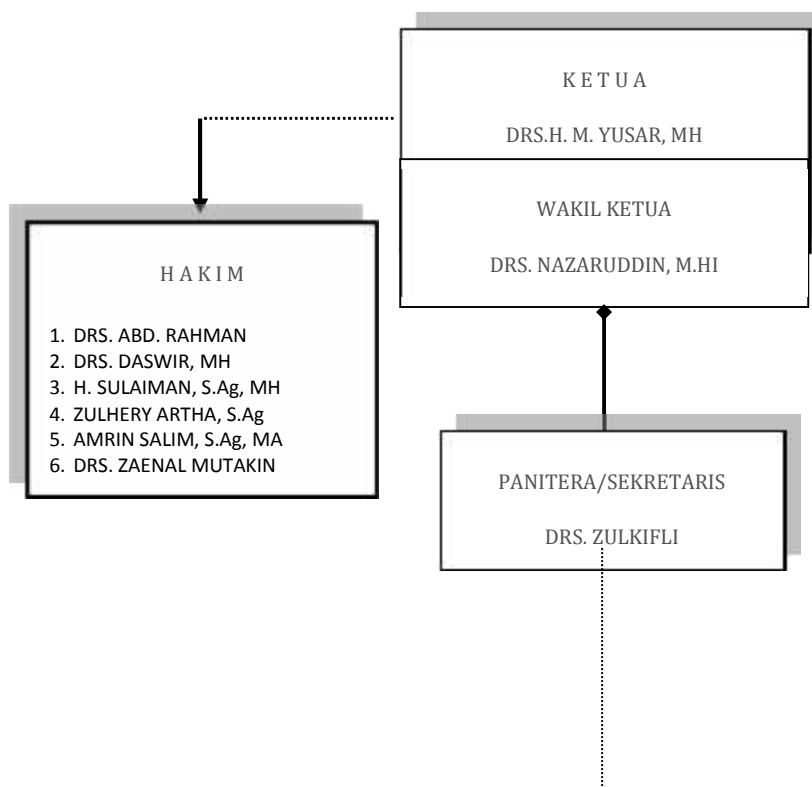 K E T U A
DRS.H. M. YUSAR, MH
WAKIL KETUA
DRS. NAZARUDDIN, M.HI
H A K I M
1. DRS. ABD. RAHMAN
2. DRS. DASWIR, MH
3. H. SULAIMAN, S.Ag, MH
4. ZULHERY ARTHA, S.Ag
5. AMRIN SALIM, S.Ag, MA
6. DRS. ZAENAL MUTAKIN
PANITERA/SEKRETARIS
DRS. ZULKIFLI